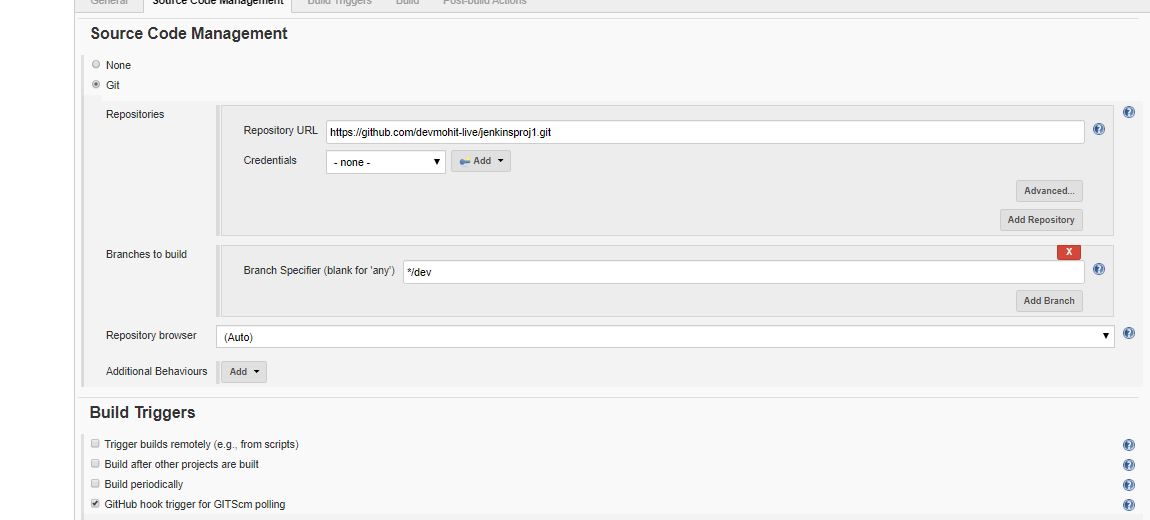 General Source Code Management Build Triggers Build Post-build Actions
Source Code Management
None
Git
Repositories
Repository URL https://github.com/devmohit-live/jenkinsproj1.git
Credentials - none - Add
Advanced...
Add Repository
Branches to build
X
Branch Specifier (blank for 'any') */dev
Add Branch
Repository browser (Auto)
Additional Behaviours Add
Build Triggers
Trigger builds remotely (e.g., from scripts)
Build after other projects are built
Build periodically
GitHub hook trigger for GITScm polling